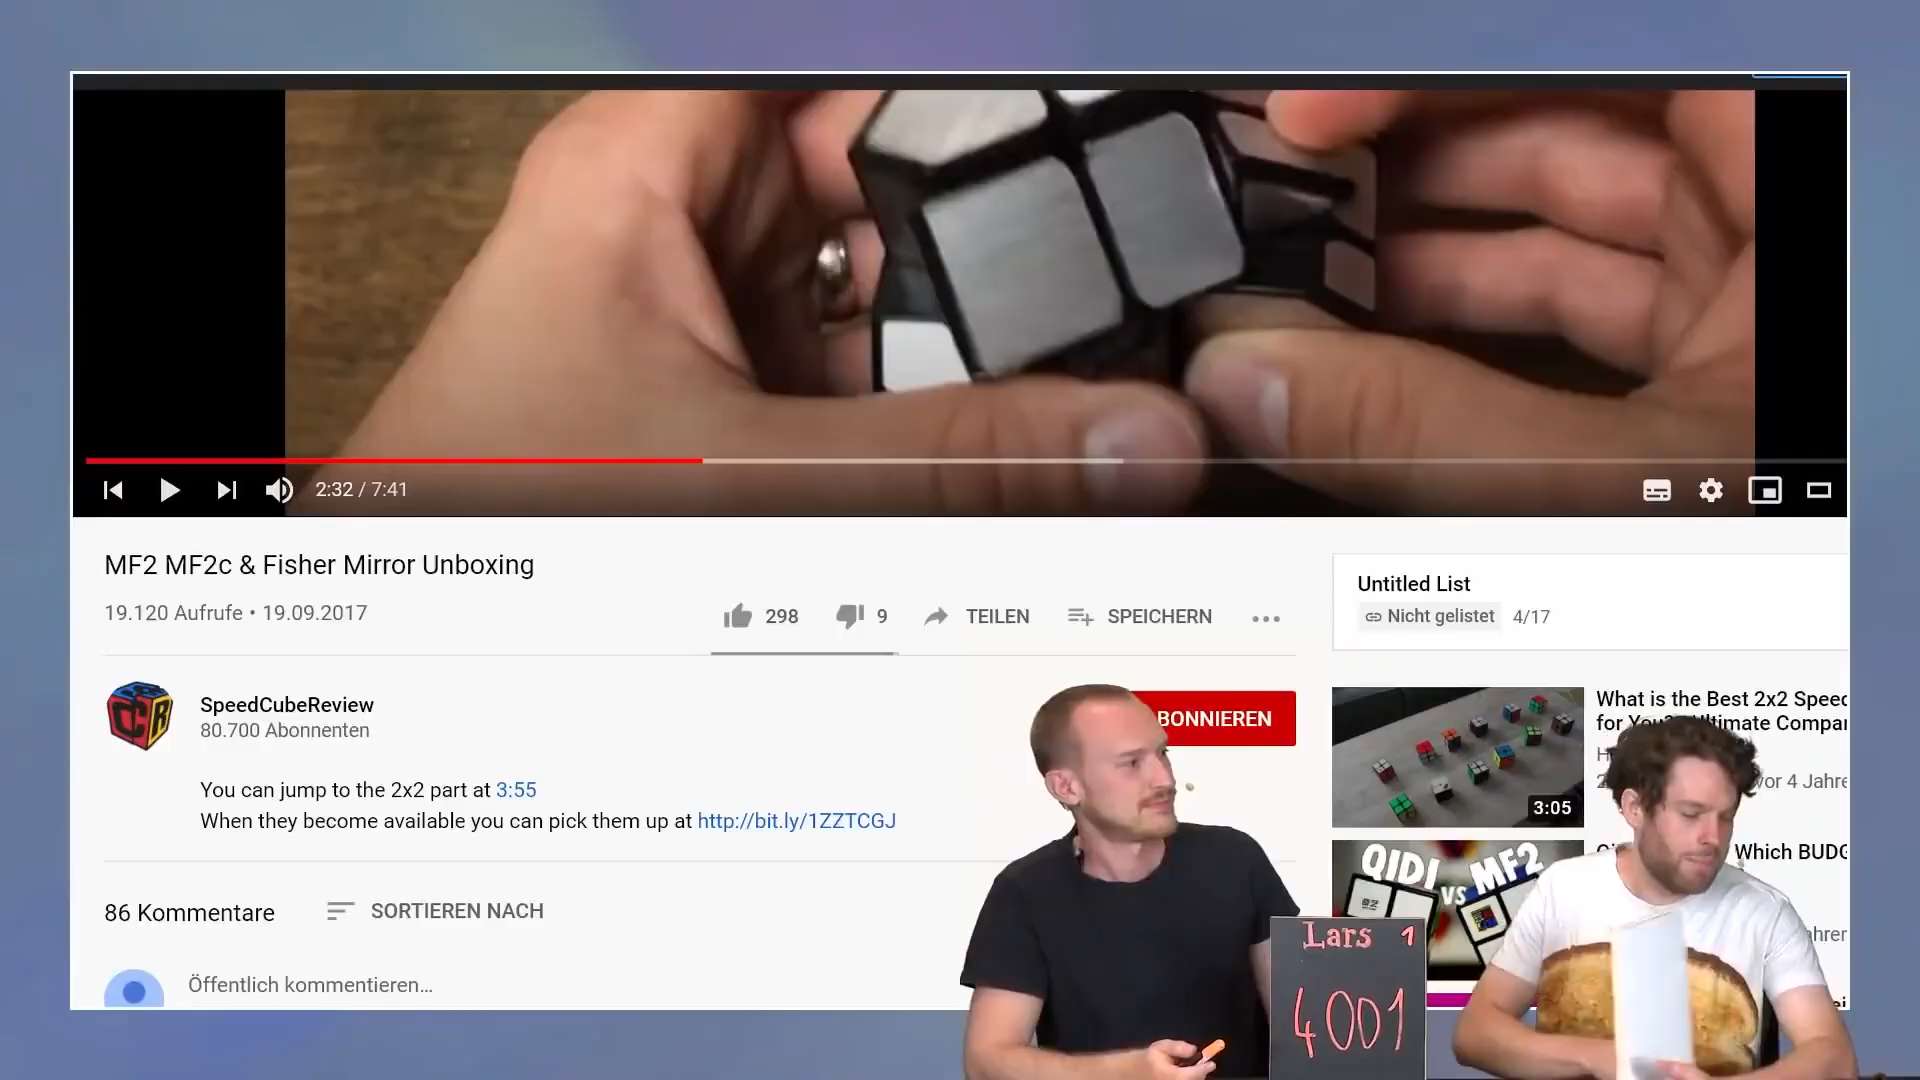 2:32 / 7:41
MF2 MF2c & Fisher Mirror Unboxing
19.120 Aufrufe • 19.09.2017
298
9
TEILEN
SPEICHERN
Untitled List
Nicht gelistet
4/17
SpeedCubeReview
80.700 Abonnenten
BONNIEREN
What is the Best 2x2 Speed
for You? Ultimate Compar
vor 4 Jahre
3:05
You can jump to the 2x2 part at 3:55
When they become available you can pick them up at http://bit.ly/1ZZTCGJ
QIDI VS MF2
Which BUDG
86 Kommentare
SORTIEREN NACH
Öffentlich kommentieren…
Lars 1
4001